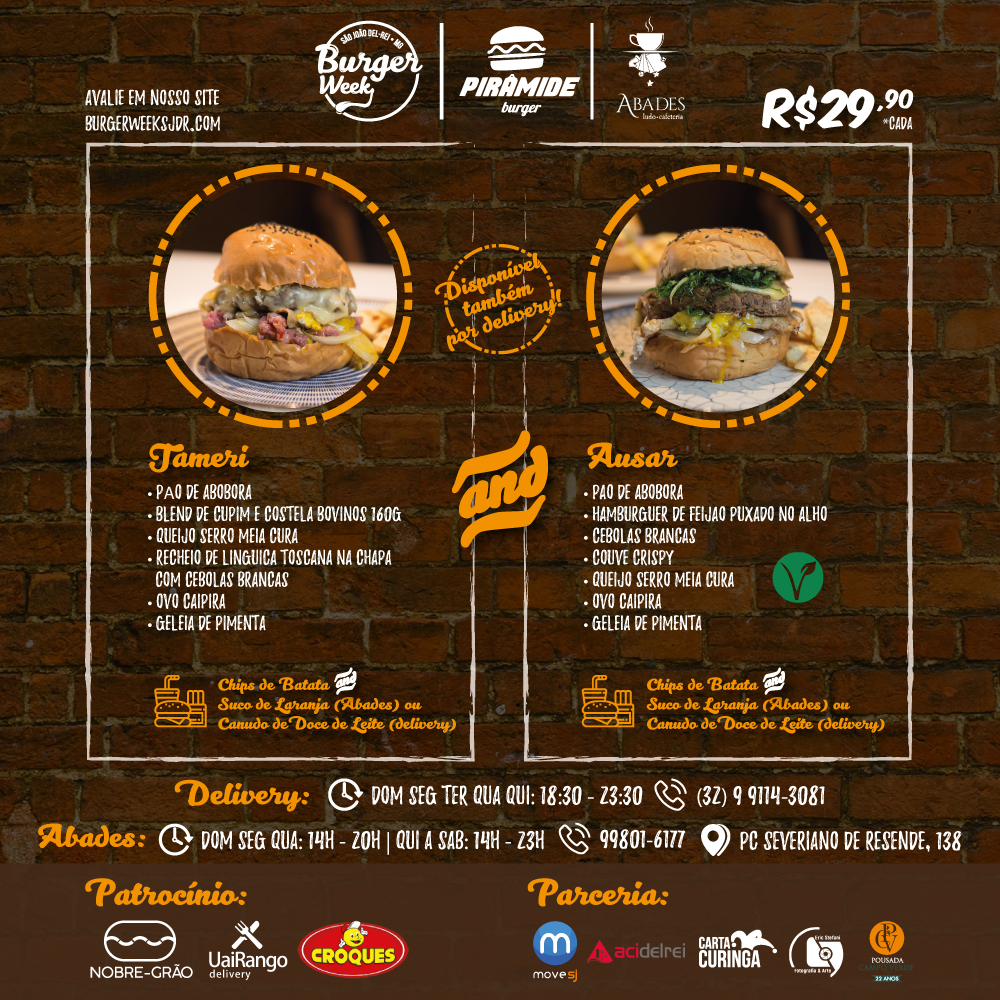 SÃO JOÃO DEL-REI • MG
Burger
Week
PIRÂMIDE
burger
ABADES
ludo-cafeteria
AVALIE EM NOSSO SITE
BURGERWEEKSJDR.COM
R$29,90
*CADA
Disponível
também
por delivery!
Tameri
• PAO DE ABOBORA
• BLEND DE CUPIM E COSTELA BOVINOS 160G
• QUEIJO SERRO MEIA CURA
• RECHEIO DE LINGUICA TOSCANA NA CHAPA
COM CEBOLAS BRANCAS
• OVO CAIPIRA
• GELEIA DE PIMENTA
and
Ausar
• PAO DE ABOBORA
• HAMBURGUER DE FEIJAO PUXADO NO ALHO
• CEBOLAS BRANCAS
• COUVE CRISPY
• QUEIJO SERRO MEIA CURA
• OVO CAIPIRA
• GELEIA DE PIMENTA
V
Chips de Batata and
Suco de Laranja (Abades) ou
Canudo de Doce de Leite (delivery)
Chips de Batata and
Suco de Laranja (Abades) ou
Canudo de Doce de Leite (delivery)
Delivery: DOM SEG TER QUA QUI: 18:30 - 23:30 (32) 9 9114-3081
Abades: DOM SEG QUA: 14H - 20H | QUI A SAB: 14H - 23H 99801-6177 PC SEVERIANO DE RESENDE, 138
Patrocínio:
NOBRE-GRÃO
UaiRango
delivery
CROQUES
Parceria:
m
movesj
acidelrei
CARTA
CURINGA
Eric Stefani
Fotografia & Arte
PCV
POUSADA
CAMPO VERDE
22 ANOS